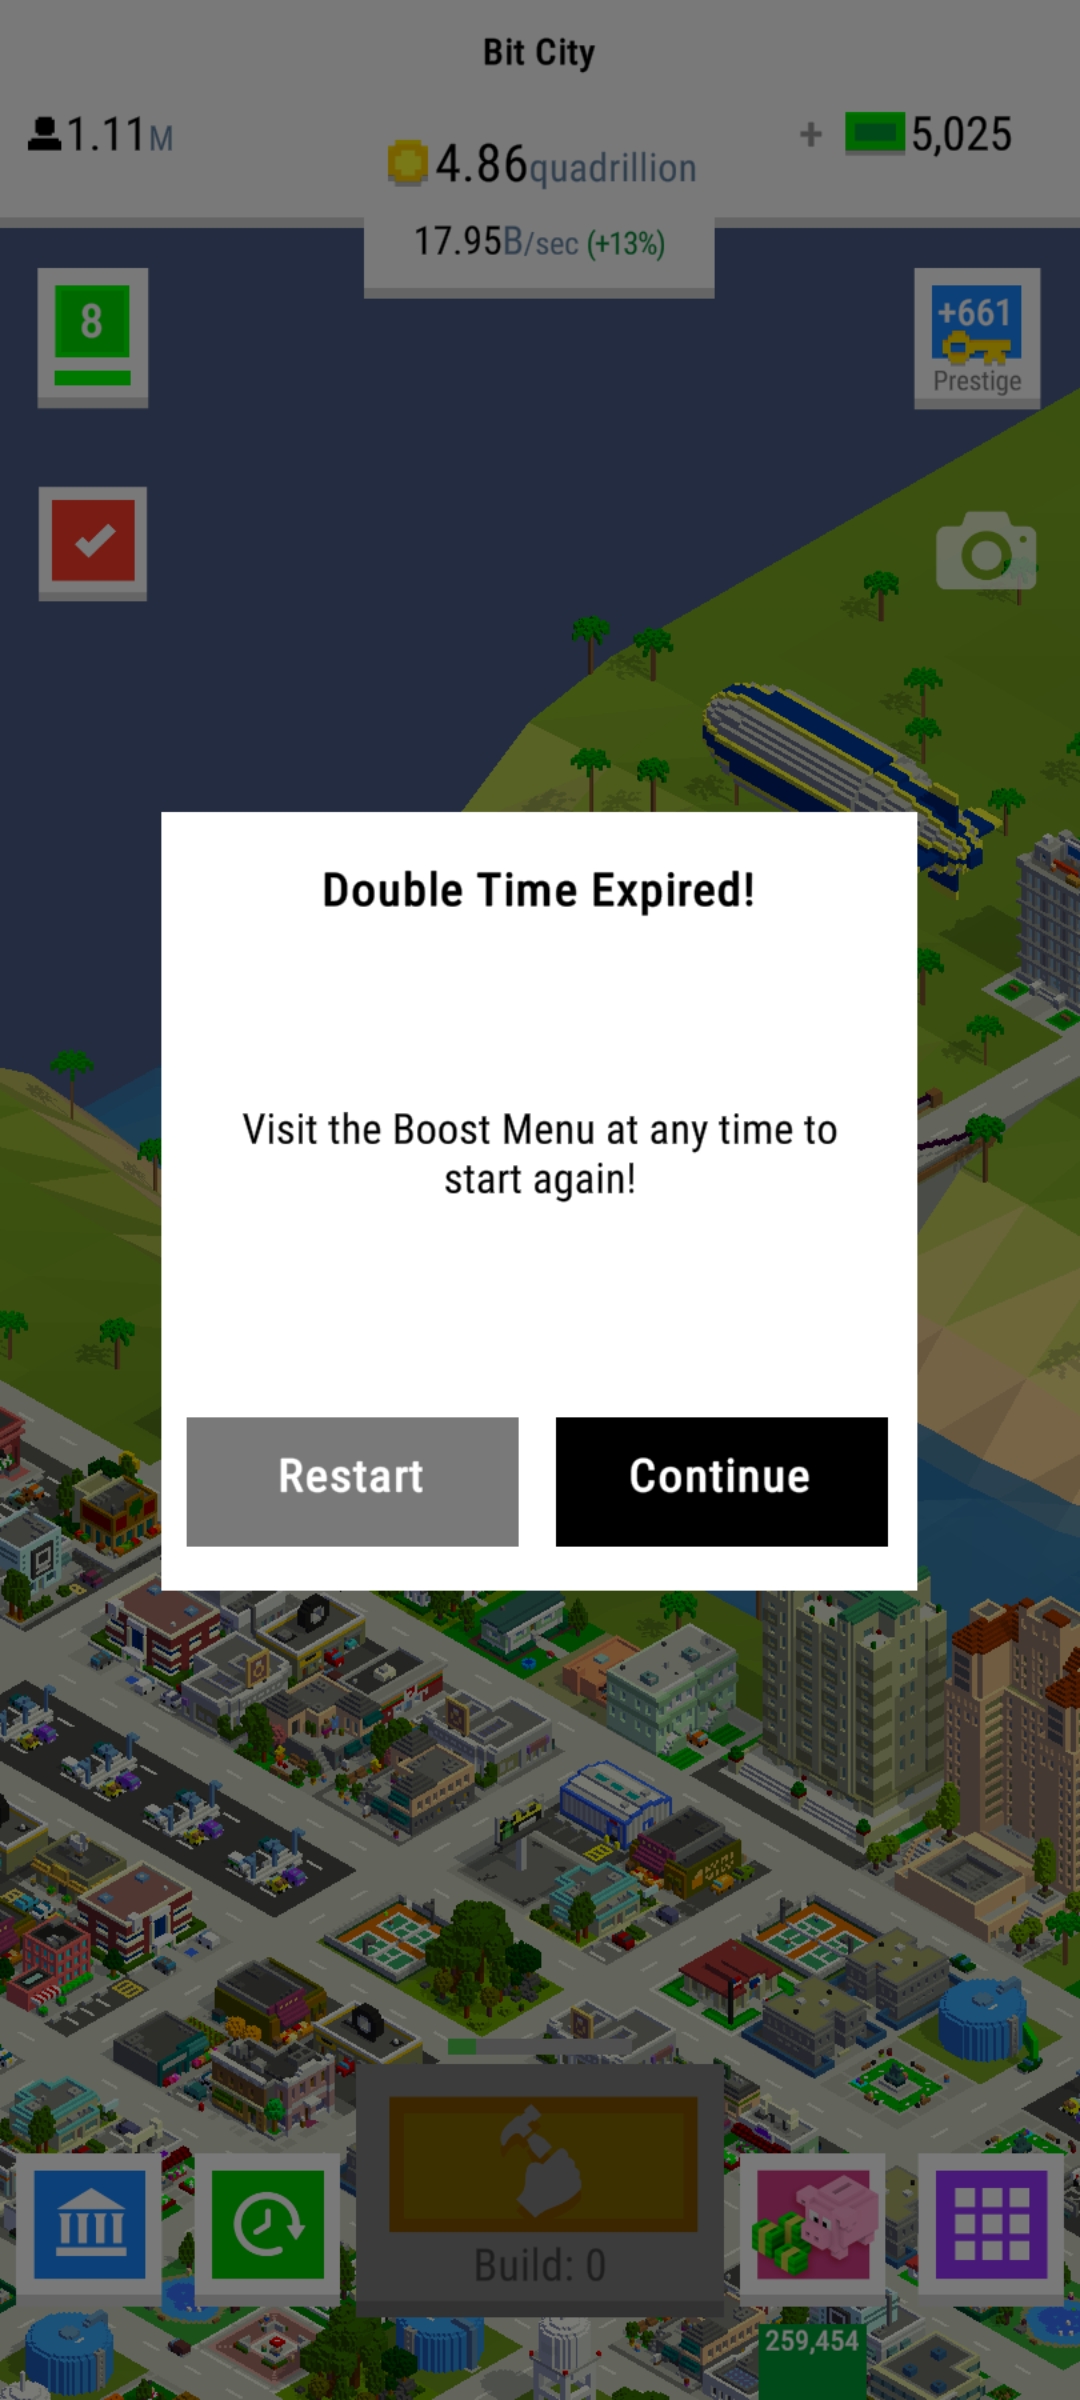 Bit City
1.11M
4.86quadrillion
+ 5,025
17.95B/sec (+13%)
8
+661
Prestige
Double Time Expired!
Visit the Boost Menu at any time to
start again!
Restart
Continue
Build: 0
259,454